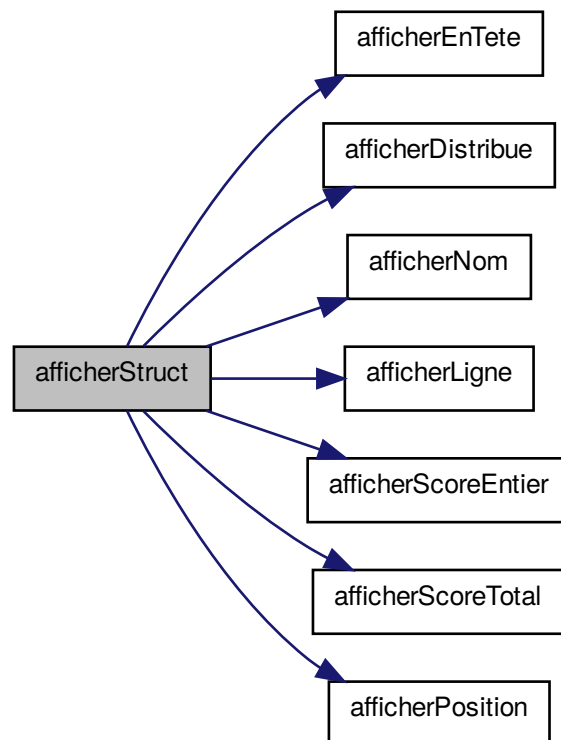 afficherEnTete
afficherDistribue
afficherNom
afficherStruct
afficherLigne
afficherScoreEntier
afficherScoreTotal
afficherPosition